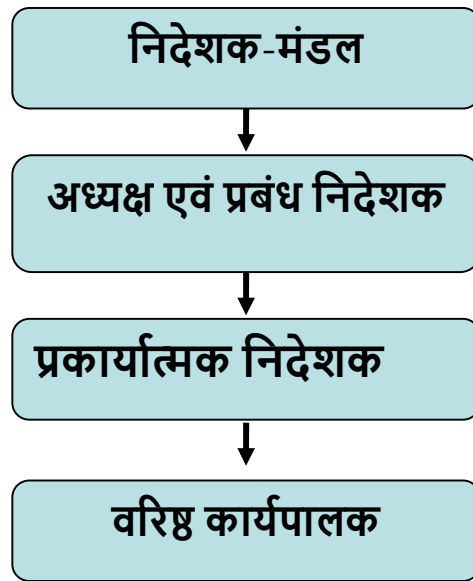 निदेशक-मंडल
अध्यक्ष एवं प्रबंध निदेशक
प्रकार्यात्मक निदेशक
वरिष्ठ कार्यपालक